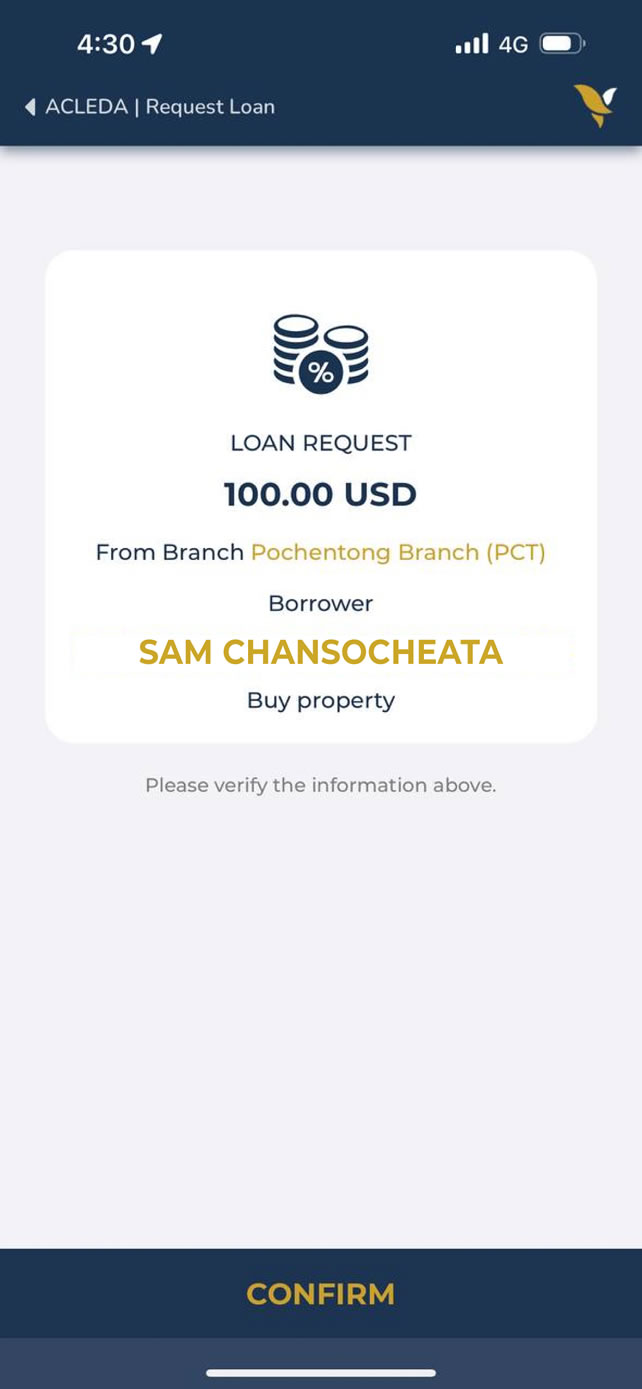 4:30
4G
ACLEDA | Request Loan
%
LOAN REQUEST
100.00 USD
From Branch Pochentong Branch (PCT)
Borrower
SAM CHANSOCHEATA
Buy property
Please verify the information above.
CONFIRM